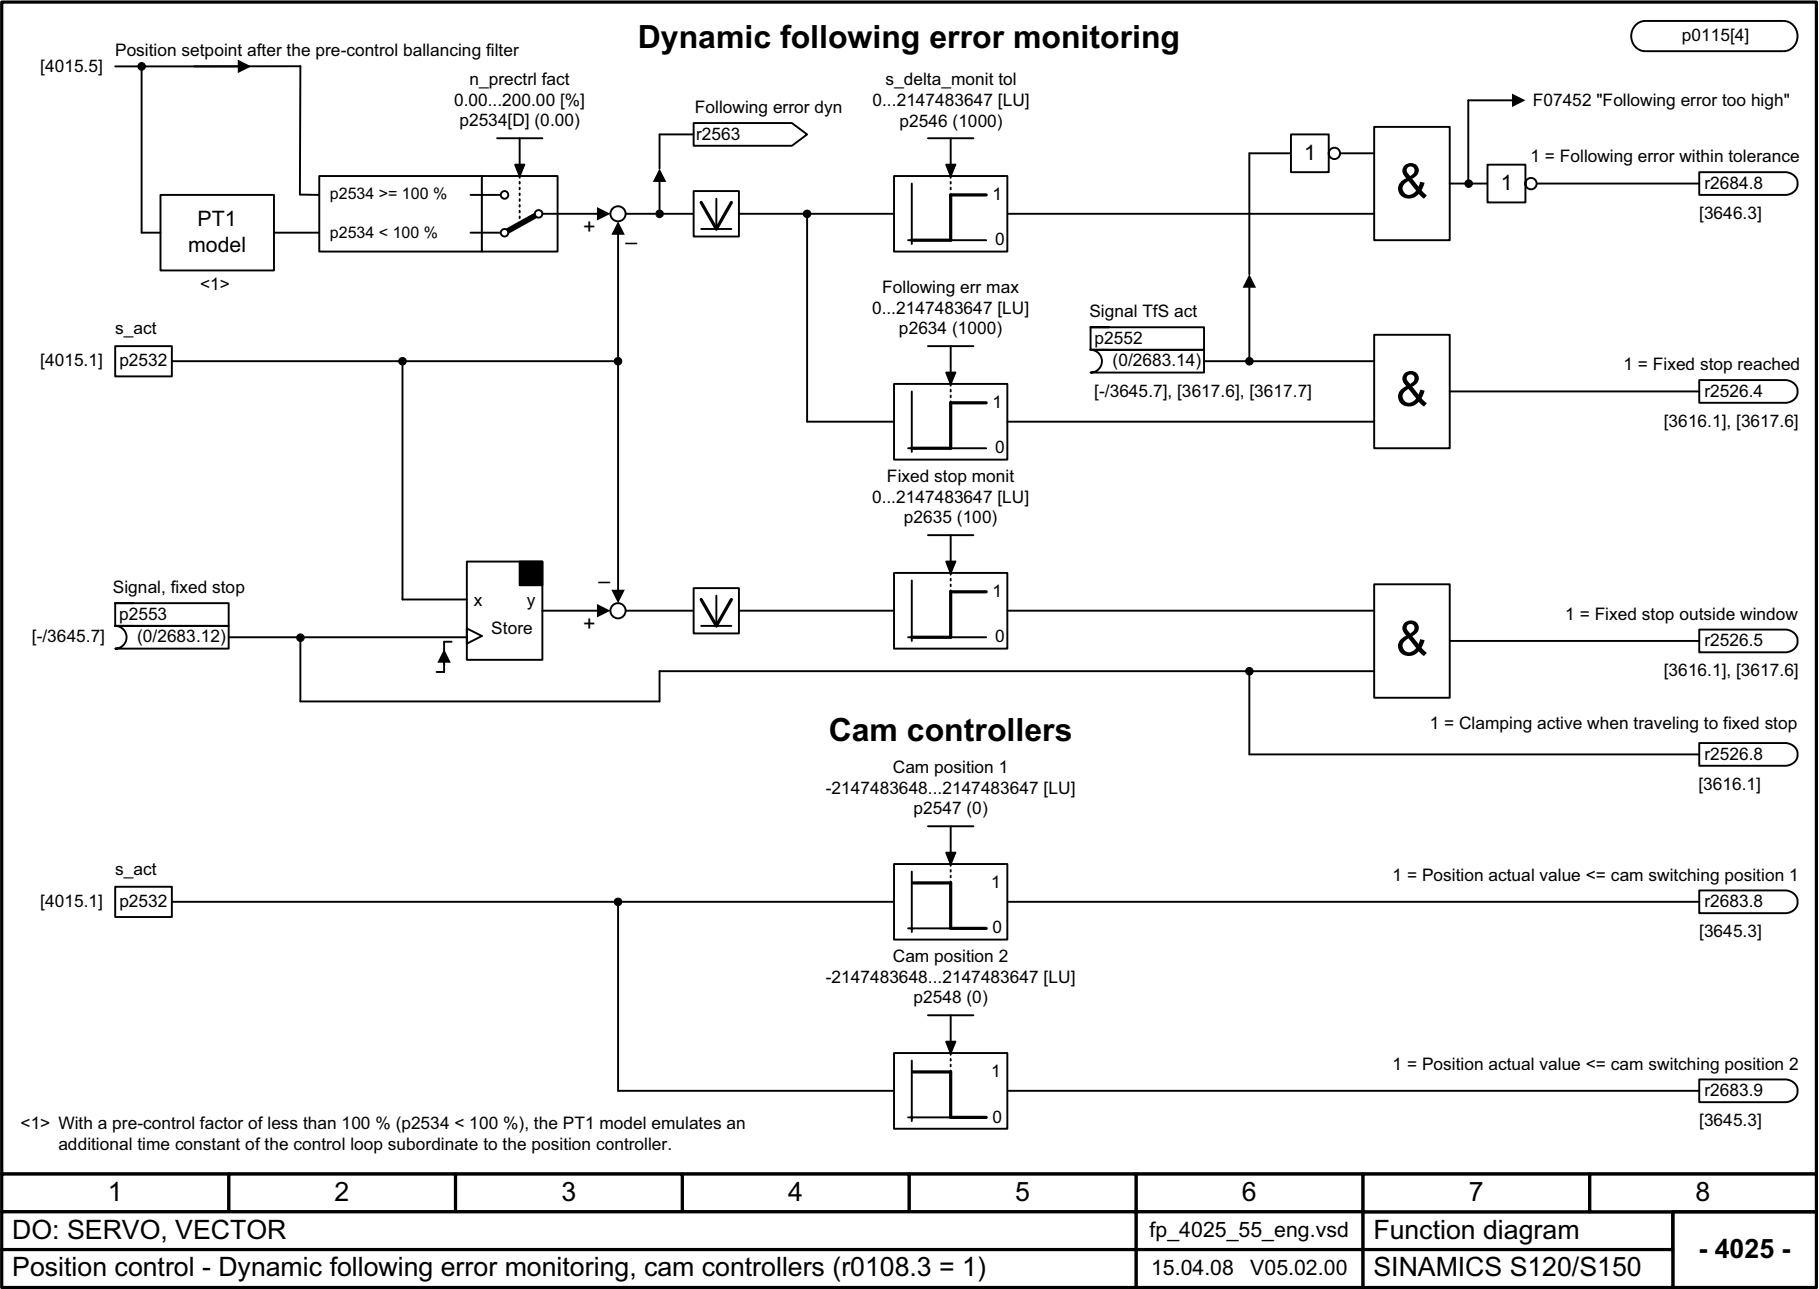 Dynamic following error monitoring
p0115[4]
Position setpoint after the pre-control ballancing filter
[4015.5]
n_prectrl fact
0.00...200.00 [%]
p2534[D] (0.00)
Following error dyn
r2563
s_delta_monit tol
0...2147483647 [LU]
p2546 (1000)
F07452 "Following error too high"
1
&
1 = Following error within tolerance
1
r2684.8
[3646.3]
p2534 >= 100 %
p2534 < 100 %
PT1
model
<1>
+
–
1
0
Following err max
0...2147483647 [LU]
p2634 (1000)
Signal TfS act
p2552
(0/2683.14)
[-/3645.7], [3617.6], [3617.7]
s_act
[4015.1]
p2532
1
0
&
1 = Fixed stop reached
r2526.4
[3616.1], [3617.6]
Fixed stop monit
0...2147483647 [LU]
p2635 (100)
Signal, fixed stop
p2553
[-/3645.7]
(0/2683.12)
x
y
Store
–
+
1
0
&
1 = Fixed stop outside window
r2526.5
[3616.1], [3617.6]
1 = Clamping active when traveling to fixed stop
r2526.8
[3616.1]
Cam controllers
Cam position 1
-2147483648...2147483647 [LU]
p2547 (0)
s_act
[4015.1]
p2532
1
0
1 = Position actual value <= cam switching position 1
r2683.8
[3645.3]
Cam position 2
-2147483648...2147483647 [LU]
p2548 (0)
1
0
1 = Position actual value <= cam switching position 2
r2683.9
[3645.3]
<1> With a pre-control factor of less than 100 % (p2534 < 100 %), the PT1 model emulates an
additional time constant of the control loop subordinate to the position controller.
1 2 3 4 5 6 7 8
DO: SERVO, VECTOR
fp_4025_55_eng.vsd
Function diagram
- 4025 -
Position control - Dynamic following error monitoring, cam controllers (r0108.3 = 1)
15.04.08 V05.02.00
SINAMICS S120/S150